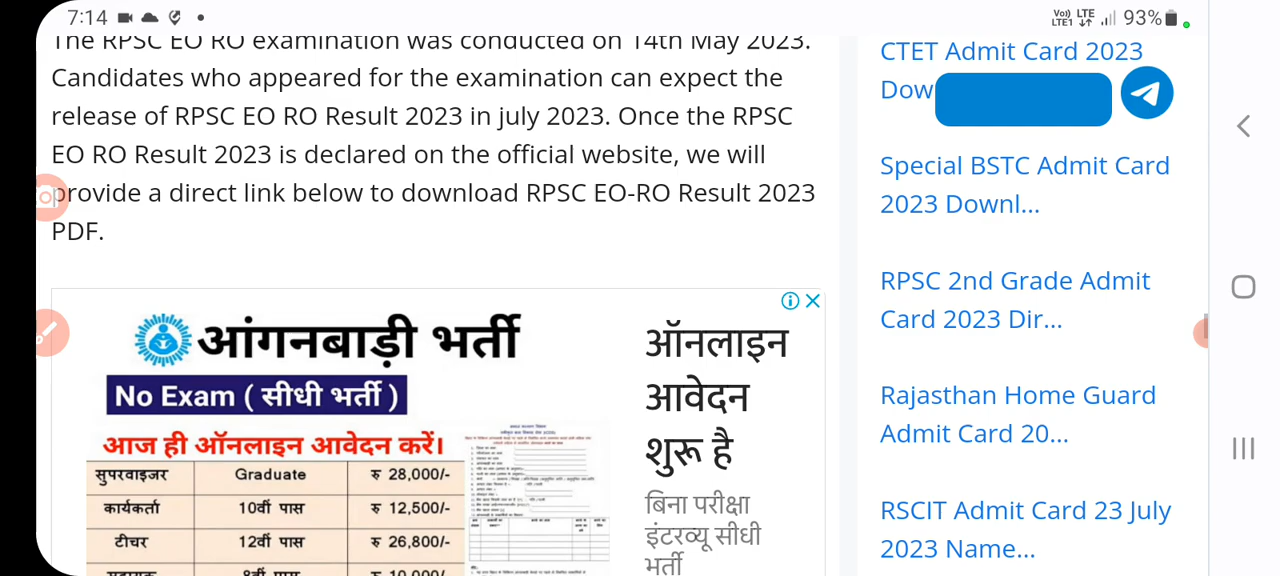 7:14
Vo)) LTE
LTE1
93%
The RPSC EO RO examination was conducted on 14th May 2023.
Candidates who appeared for the examination can expect the
release of RPSC EO RO Result 2023 in july 2023. Once the RPSC
EO RO Result 2023 is declared on the official website, we will
provide a direct link below to download RPSC EO-RO Result 2023
PDF.
आंगनबाड़ी भर्ती
No Exam ( सीधी भर्ती )
आज ही ऑनलाइन आवेदन करें।
सुपरवाइजर Graduate रु 28,000/-
कार्यकर्ता 10वीं पास रु 12,500/-
टीचर 12वीं पास रु 26,800/-
8वीं पास रु 10,000/-
ऑनलाइन
आवेदन
शुरू है
बिना परीक्षा
इंटरव्यू सीधी
भर्ती
CTET Admit Card 2023
Dow
Special BSTC Admit Card
2023 Downl...
RPSC 2nd Grade Admit
Card 2023 Dir...
Rajasthan Home Guard
Admit Card 20...
RSCIT Admit Card 23 July
2023 Name...